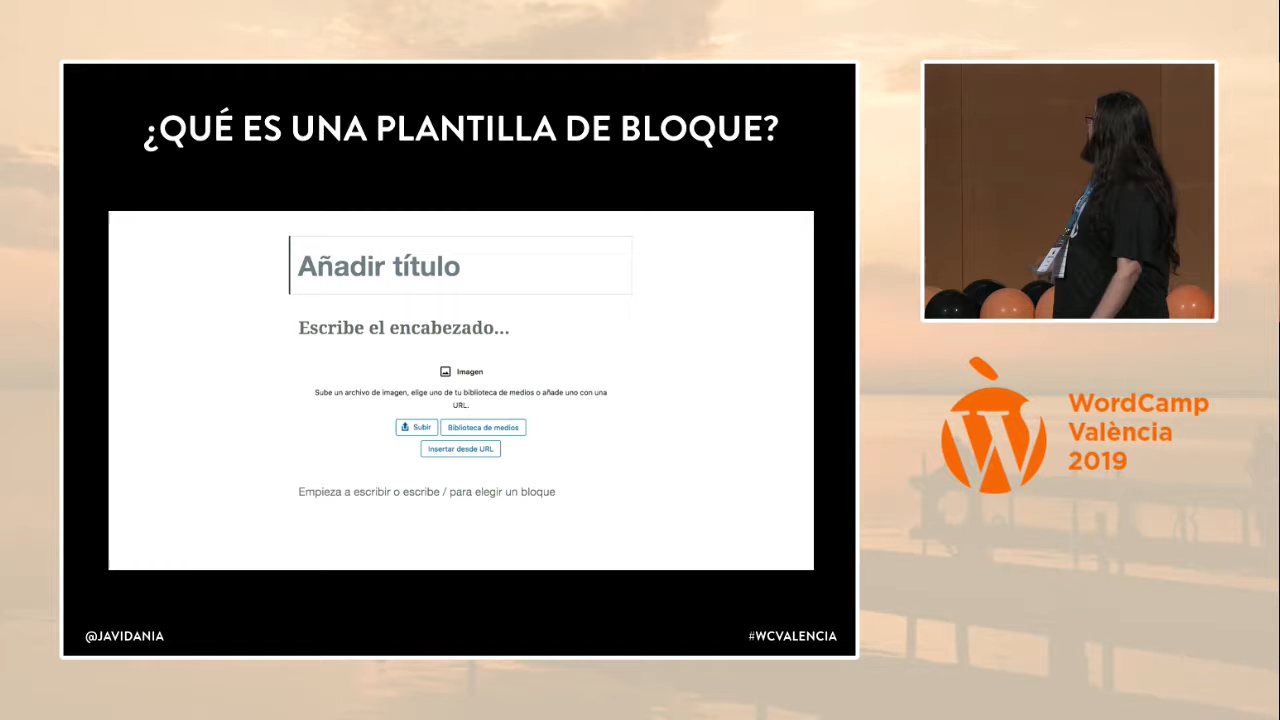 ¿QUÉ ES UNA PLANTILLA DE BLOQUE?
Añadir título
Escribe el encabezado...
Imagen
Sube un archivo de imagen, elige uno de tu biblioteca de medios o añade uno con una
URL.
Subir
Biblioteca de medios
Insertar desde URL
Empieza a escribir o escribe / para elegir un bloque
@JAVIDANIA
#WCVALENCIA
WordCamp
València
2019